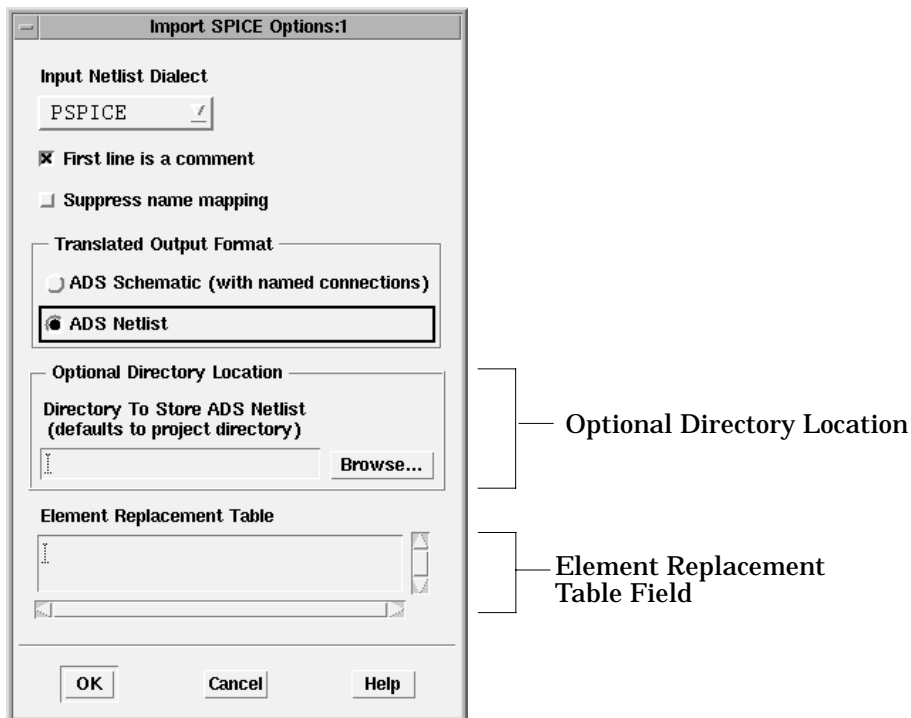 Import SPICE Options:1
Input Netlist Dialect
PSPICE
First line is a comment
Suppress name mapping
Translated Output Format
ADS Schematic (with named connections)
ADS Netlist
Optional Directory Location
Directory To Store ADS Netlist
(defaults to project directory)
Browse...
Optional Directory Location
Element Replacement Table
Element Replacement
Table Field
OK
Cancel
Help